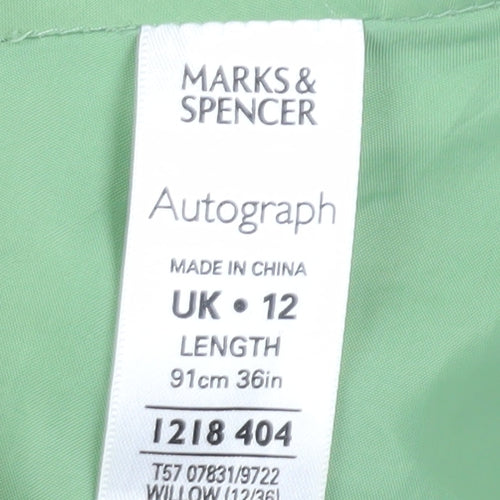 MARKS &
SPENCER
Autograph
MADE IN CHINA
UK • 12
LENGTH
91cm 36in
1218 404
T57 07831/9722
WILLOW (12/36)